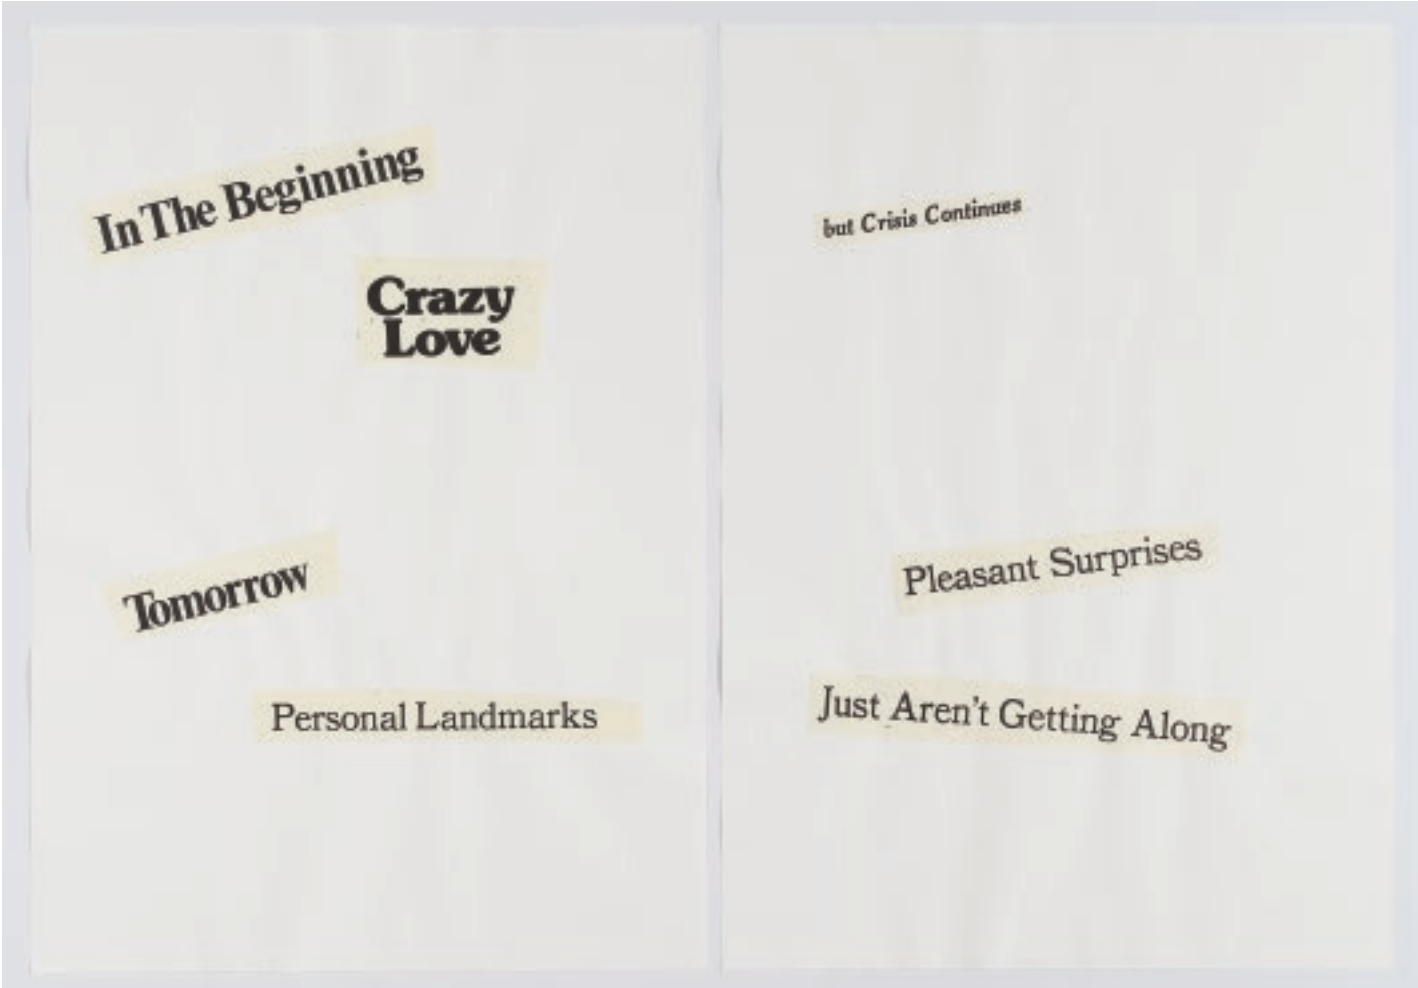 In The Beginning
Crazy
Love
Tomorrow
Personal Landmarks
but Crisis Continues
Pleasant Surprises
Just Aren't Getting Along